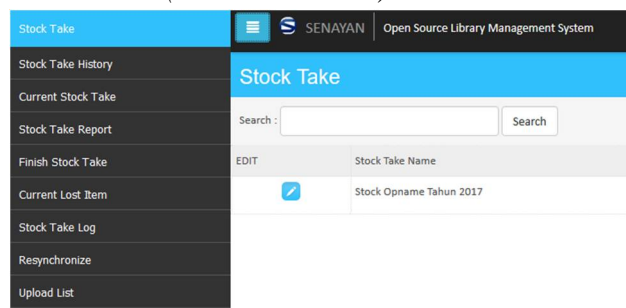 Stock Take
Stock Take History
Current Stock Take
Stock Take Report
Finish Stock Take
Current Lost Item
Stock Take Log
Resynchronize
Upload List
SENAYAN Open Source Library Management System
Stock Take
Search : Search
EDIT Stock Take Name
Stock Opname Tahun 2017